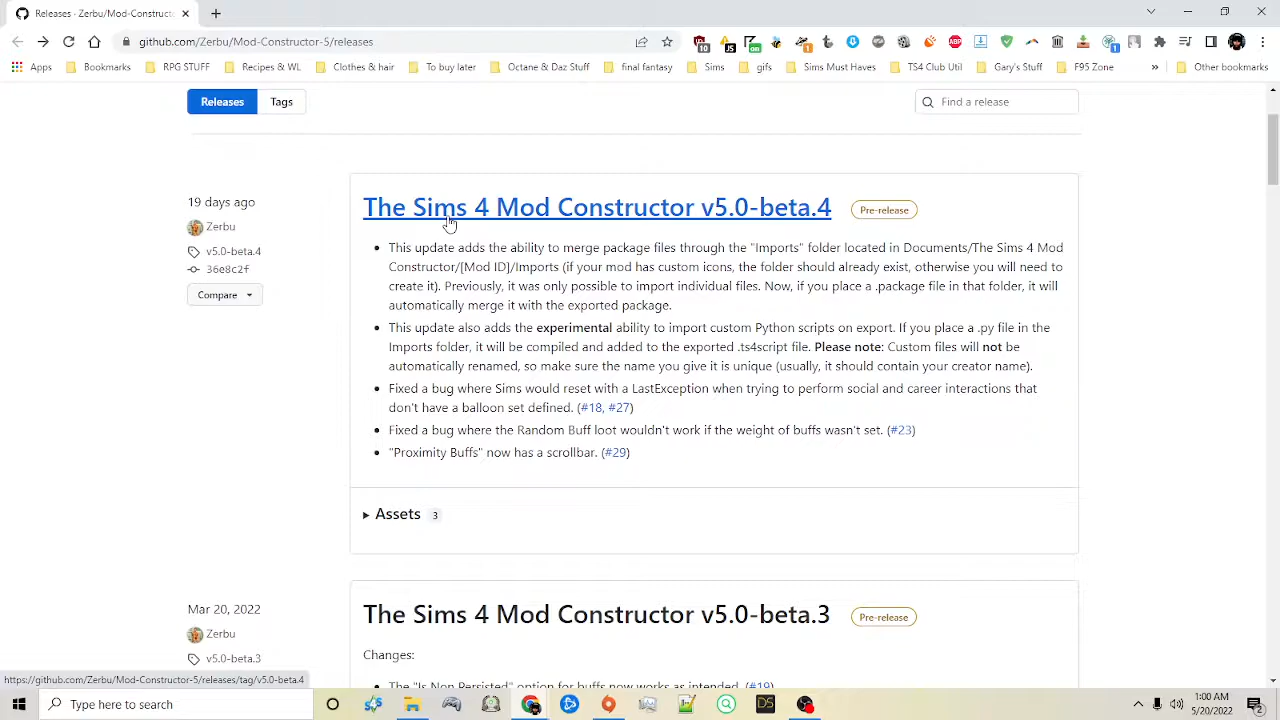 Releases · Zerbu/Mod-Constructor-
github.com/Zerbu/Mod-Constructor-5/releases
Apps
Bookmarks
RPG STUFF
Recipes & WL
Clothes & hair
To buy later
Octane & Daz Stuff
final fantasy
Sims
gifs
Sims Must Haves
TS4 Club Util
Gary's Stuff
F95 Zone
»
Other bookmarks
Releases
Tags
Find a release
19 days ago
Zerbu
v5.0-beta.4
36e8c2f
Compare
The Sims 4 Mod Constructor v5.0-beta.4
Pre-release
This update adds the ability to merge package files through the "Imports" folder located in Documents/The Sims 4 Mod
Constructor/[Mod ID]/Imports (if your mod has custom icons, the folder should already exist, otherwise you will need to
create it). Previously, it was only possible to import individual files. Now, if you place a .package file in that folder, it will
automatically merge it with the exported package.
This update also adds the experimental ability to import custom Python scripts on export. If you place a .py file in the
Imports folder, it will be compiled and added to the exported .ts4script file. Please note: Custom files will not be
automatically renamed, so make sure the name you give it is unique (usually, it should contain your creator name).
Fixed a bug where Sims would reset with a LastException when trying to perform social and career interactions that
don't have a balloon set defined. (#18, #27)
Fixed a bug where the Random Buff loot wouldn't work if the weight of buffs wasn't set. (#23)
"Proximity Buffs" now has a scrollbar. (#29)
Assets 3
Mar 20, 2022
Zerbu
v5.0-beta.3
The Sims 4 Mod Constructor v5.0-beta.3
Pre-release
Changes:
The "Is Non Persisted" option for buffs now works as intended. (#19)
https://github.com/Zerbu/Mod-Constructor-5/releases/tag/v5.0-beta.4
Type here to search
1:00 AM
5/20/2022